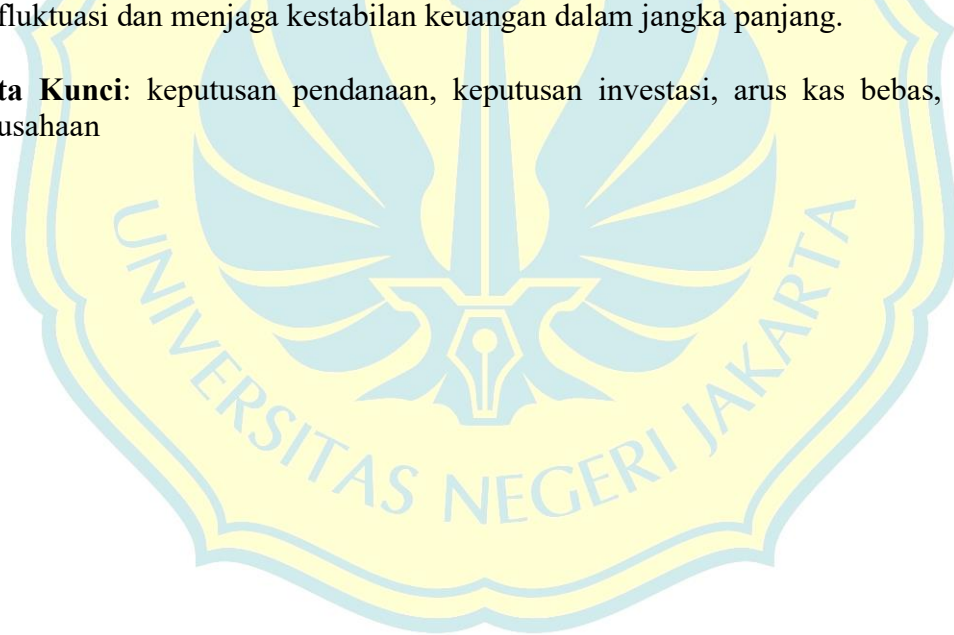 fluktuasi dan menjaga kestabilan keuangan dalam jangka panjang.
ta Kunci: keputusan pendanaan, keputusan investasi, arus kas bebas,
usahaan
UNIVERSITAS NEGERI JAKARTA